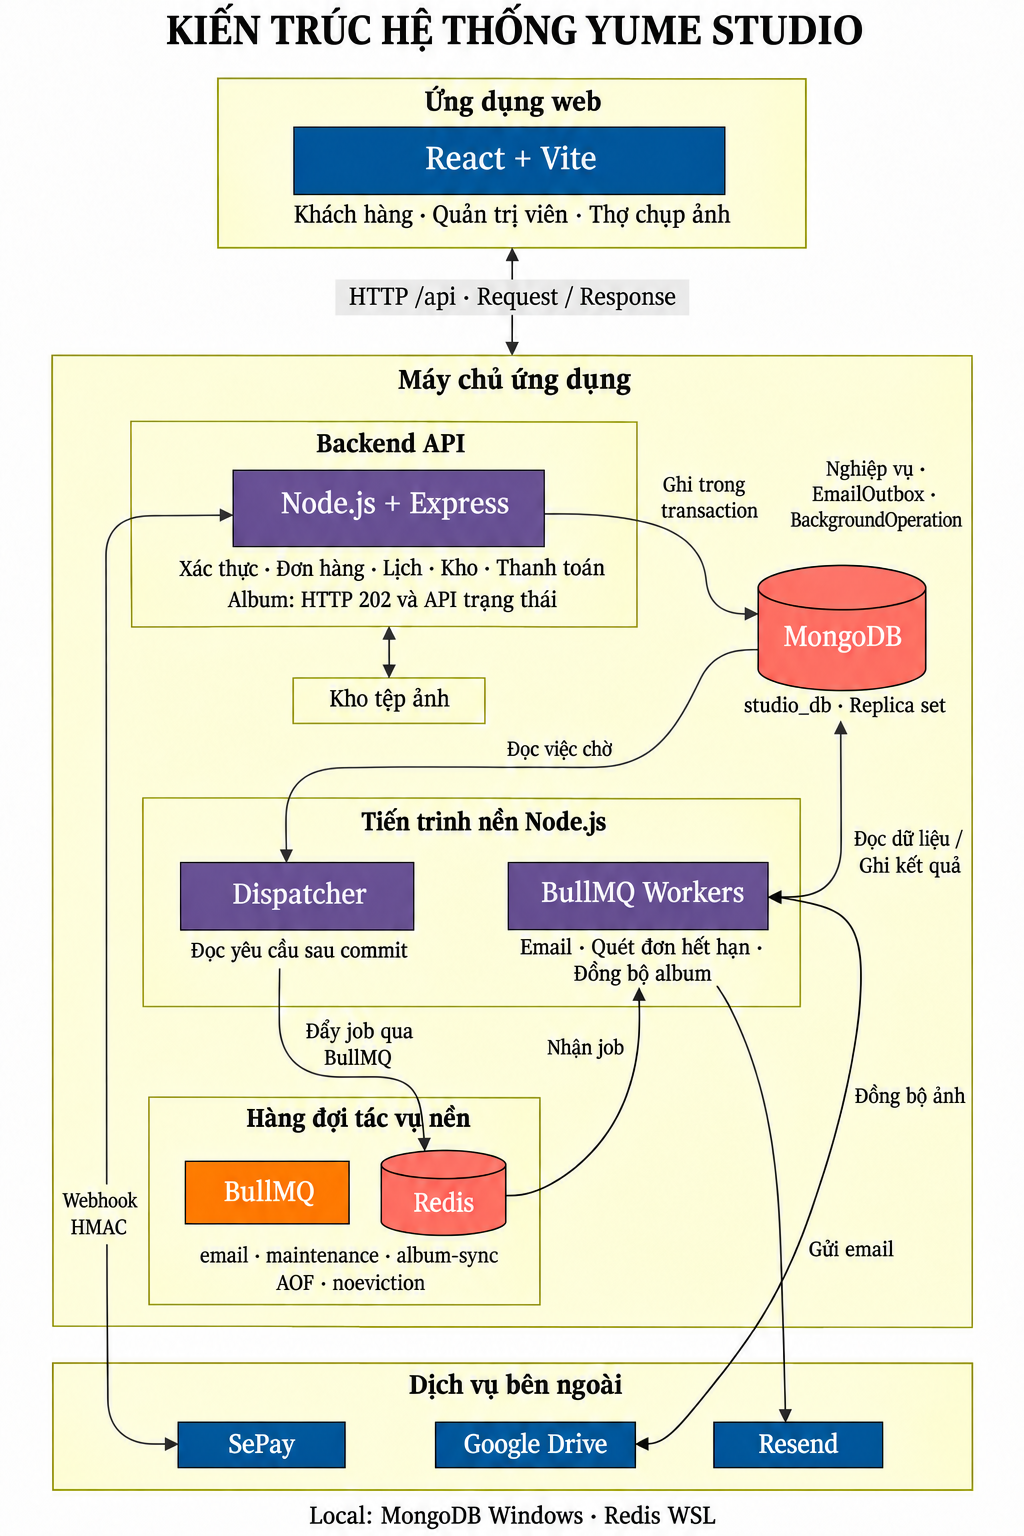 KIẾN TRÚC HỆ THỐNG YUME STUDIO
Ứng dụng web
React + Vite
Khách hàng · Quản trị viên · Thợ chụp ảnh
HTTP /api · Request / Response
Máy chủ ứng dụng
Backend API
Node.js + Express
Xác thực · Đơn hàng · Lịch · Kho · Thanh toán
Album: HTTP 202 và API trạng thái
Ghi trong
transaction
Nghiệp vụ ·
EmailOutbox ·
BackgroundOperation
MongoDB
studio_db · Replica set
Kho tệp ảnh
Đọc việc chờ
Tiến trinh nền Node.js
Dispatcher
Đọc yêu cầu sau commit
BullMQ Workers
Email · Quét đơn hết hạn ·
Đồng bộ album
Đọc dữ liệu /
Ghi kết quả
Đẩy job qua
BullMQ
Nhận job
Đồng bộ ảnh
Hàng đợi tác vụ nền
BullMQ
Redis
email · maintenance · album-sync
AOF · noeviction
Webhook
HMAC
Gửi email
Dịch vụ bên ngoài
SePay
Google Drive
Resend
Local: MongoDB Windows · Redis WSL